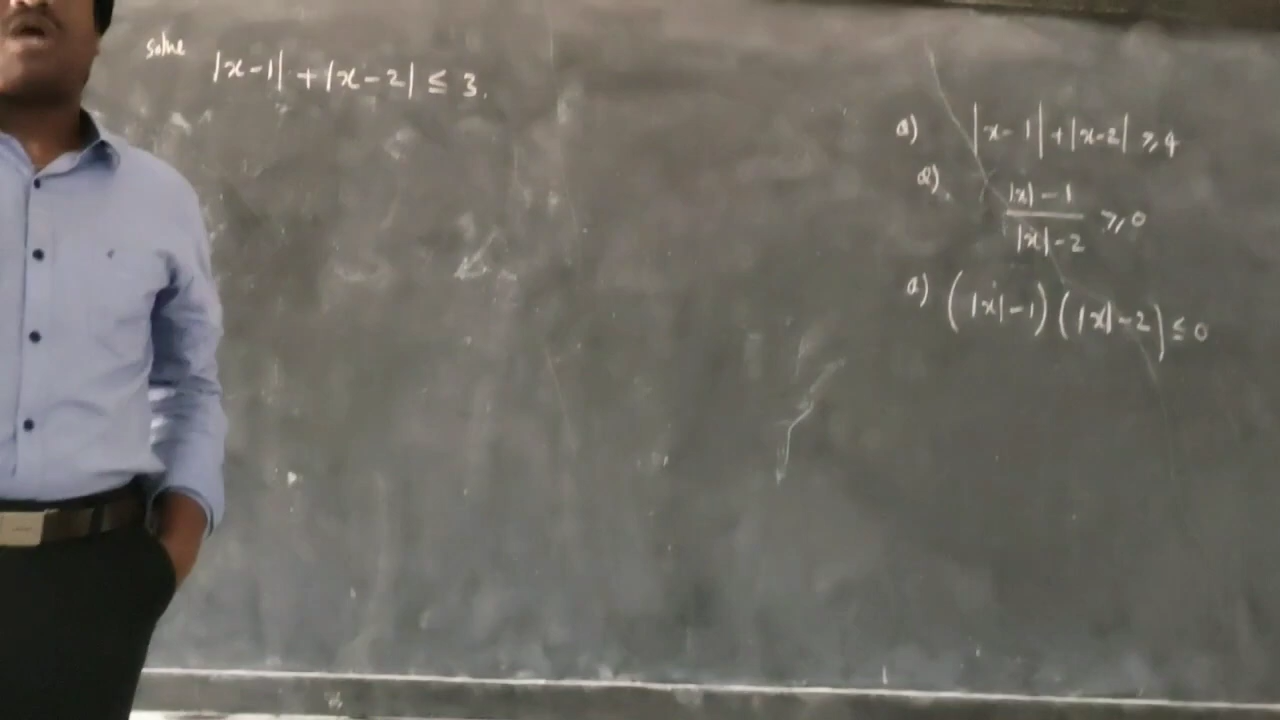 solve
|x-1| + |x-2| ≤ 3.
Q) |x-1| + |x-2| ≥ 4
Q). |x| - 1
|x| - 2 ≥ 0
Q) (|x|-1) (|x|-2) ≤ 0